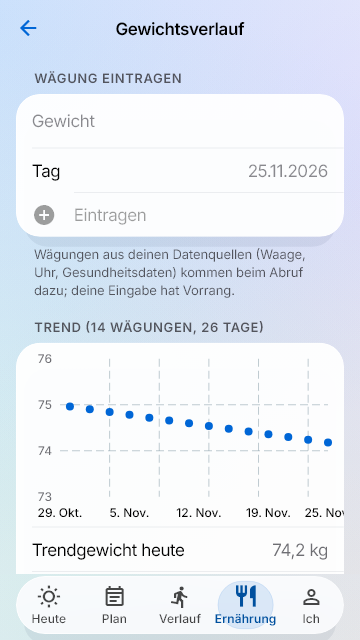 Gewichtsverlauf
WÄGUNG EINTRAGEN
Gewicht
Tag 25.11.2026
Eintragen
Wägungen aus deinen Datenquellen (Waage,
Uhr, Gesundheitsdaten) kommen beim Abruf
dazu; deine Eingabe hat Vorrang.
TREND (14 WÄGUNGEN, 26 TAGE)
76
75
74
73
29. Okt. 5. Nov. 12. Nov. 19. Nov. 25. Nov
Trendgewicht heute 74,2 kg
Heute Plan Verlauf Ernährung Ich